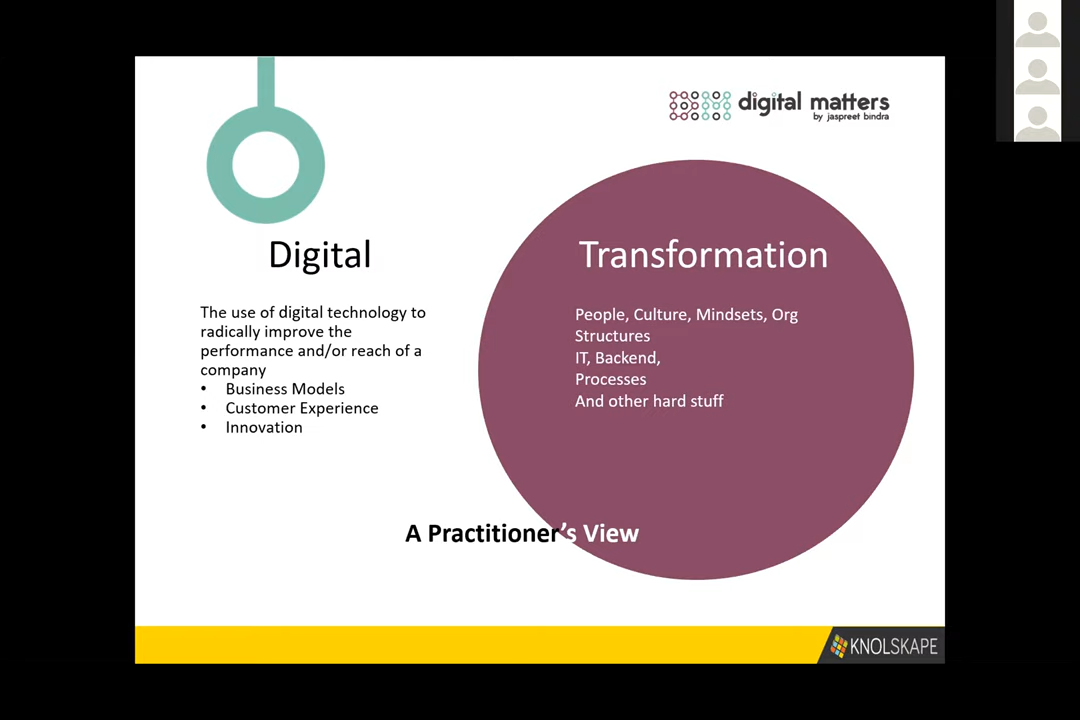 digital matters
by jaspreet bindra
Digital
The use of digital technology to
radically improve the
performance and/or reach of a
company
• Business Models
• Customer Experience
• Innovation
Transformation
People, Culture, Mindsets, Org
Structures
IT, Backend,
Processes
And other hard stuff
A Practitioner's View
KNOLSKAPE